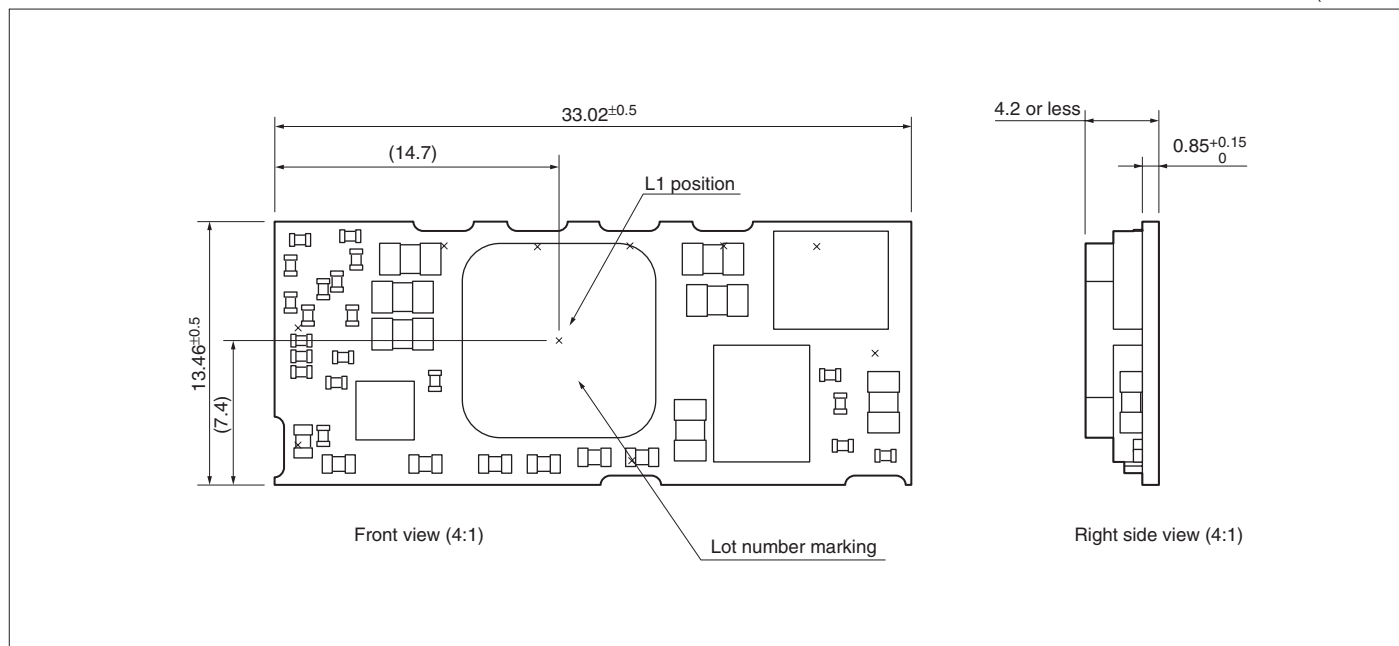 33.02±0.5
4.2 or less
(14.7)
0.85+0.15 0
L1 position
13.46±0.5
(7.4)
Front view (4:1)
Lot number marking
Right side view (4:1)